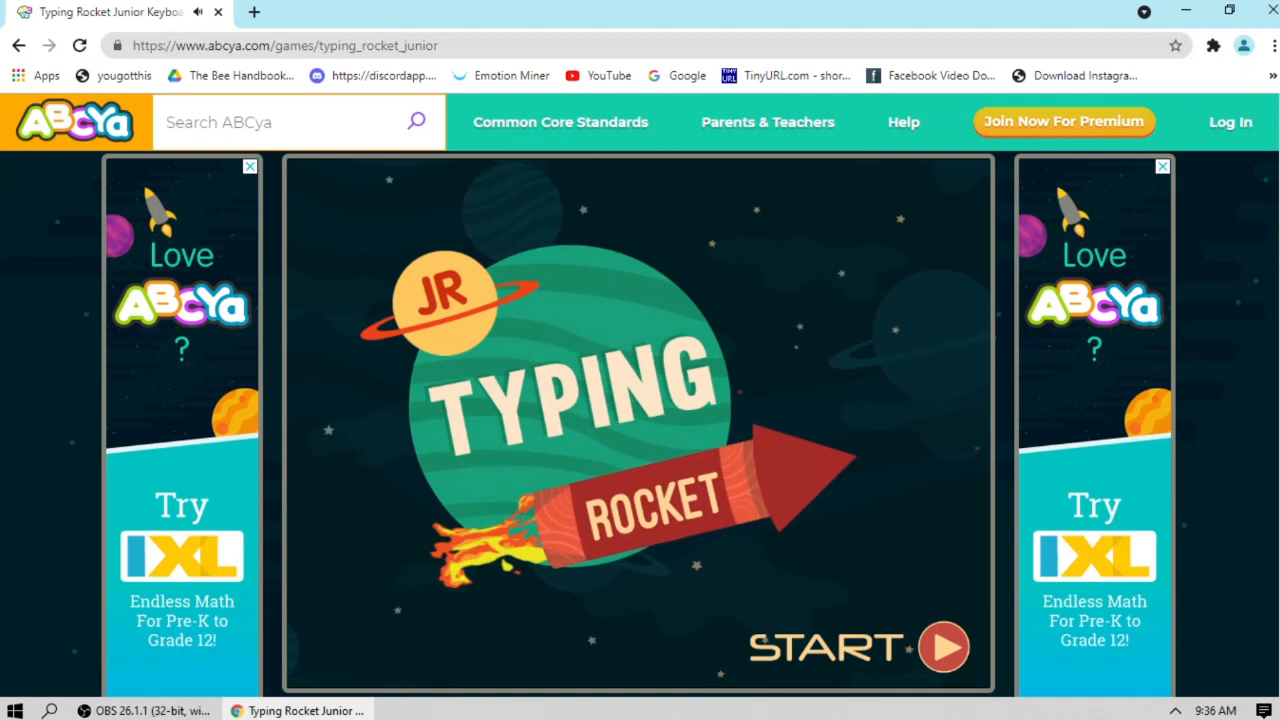 Typing Rocket Junior Keyboa
https://www.abcya.com/games/typing_rocket_junior
Apps yougotthis The Bee Handbook... https://discordapp.... Emotion Miner YouTube Google TINY URL TinyURL.com - shor... Facebook Video Do... Download Instagra... »
ABCYa Search ABCya Common Core Standards Parents & Teachers Help Join Now For Premium Log In
Love
ABCYa
?
Try
IXL
Endless Math
For Pre-K to
Grade 12!
JR
TYPING
ROCKET
START
Love
ABCYa
?
Try
IXL
Endless Math
For Pre-K to
Grade 12!
OBS 26.1.1 (32-bit, wi... Typing Rocket Junior ... 9:36 AM